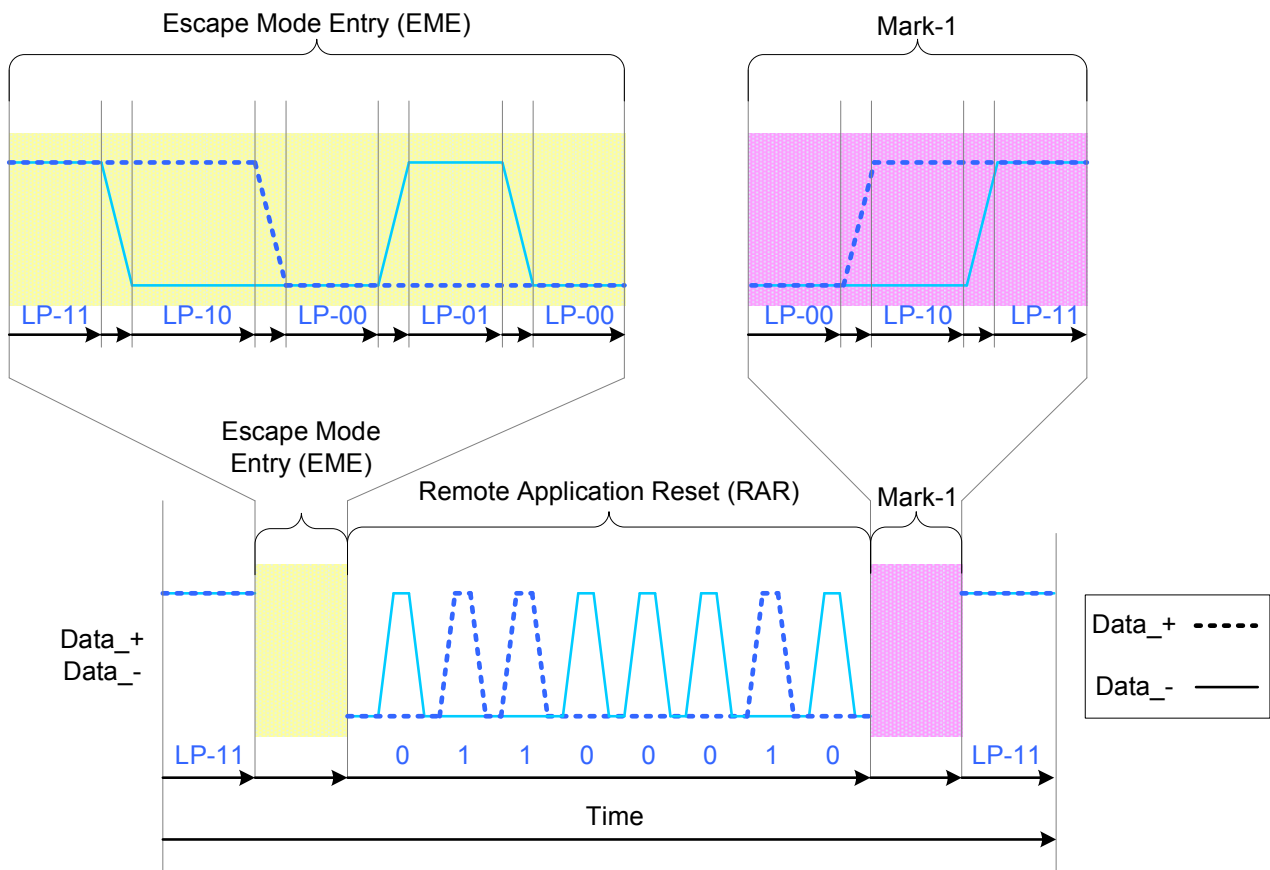 Escape Mode Entry (EME)
Mark-1
LP-11 LP-10 LP-00 LP-01 LP-00
LP-00 LP-10 LP-11
Escape Mode
Entry (EME)
Remote Application Reset (RAR)
Mark-1
Data_+
Data_-
LP-11 0 1 1 0 0 0 1 0 LP-11
Time
Data_+
Data_-